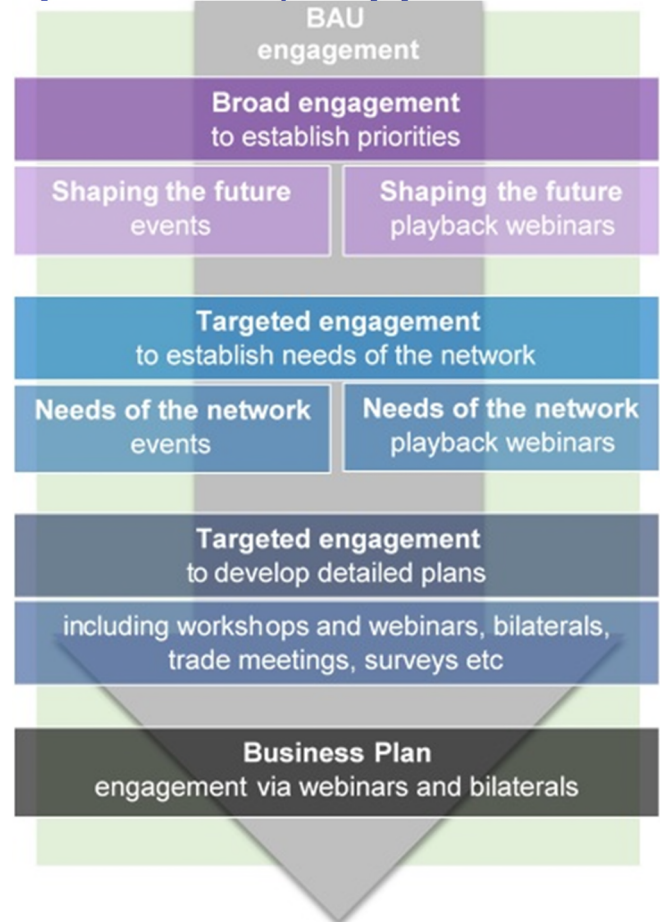 BAU
engagement
Broad engagement
to establish priorities
Shaping the future
events
Shaping the future
playback webinars
Targeted engagement
to establish needs of the network
Needs of the network
events
Needs of the network
playback webinars
Targeted engagement
to develop detailed plans
including workshops and webinars, bilaterals,
trade meetings, surveys etc
Business Plan
engagement via webinars and bilaterals